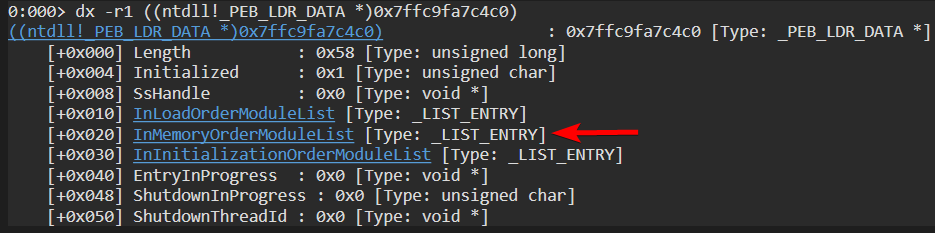 0:000> dx -r1 ((ntdll!_PEB_LDR_DATA *)0x7ffc9fa7c4c0)
((ntdll!_PEB_LDR_DATA *)0x7ffc9fa7c4c0) : 0x7ffc9fa7c4c0 [Type: _PEB_LDR_DATA *]
[+0x000] Length : 0x58 [Type: unsigned long]
[+0x004] Initialized : 0x1 [Type: unsigned char]
[+0x008] SsHandle : 0x0 [Type: void *]
[+0x010] InLoadOrderModuleList [Type: _LIST_ENTRY]
[+0x020] InMemoryOrderModuleList [Type: _LIST_ENTRY]
[+0x030] InInitializationOrderModuleList [Type: _LIST_ENTRY]
[+0x040] EntryInProgress : 0x0 [Type: void *]
[+0x048] ShutdownInProgress : 0x0 [Type: unsigned char]
[+0x050] ShutdownThreadId : 0x0 [Type: void *]